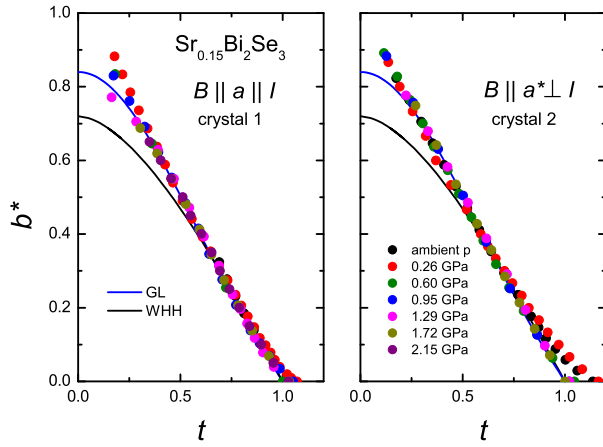 1.0
0.8
0.6
0.4
0.2
0.0
b*
Sr0.15Bi2Se3
B || a || I
crystal 1
GL
WHH
0.0 0.5 1.0
t
B || a* ⊥ I
crystal 2
ambient p
0.26 GPa
0.60 GPa
0.95 GPa
1.29 GPa
1.72 GPa
2.15 GPa
0.0 0.5 1.0
t